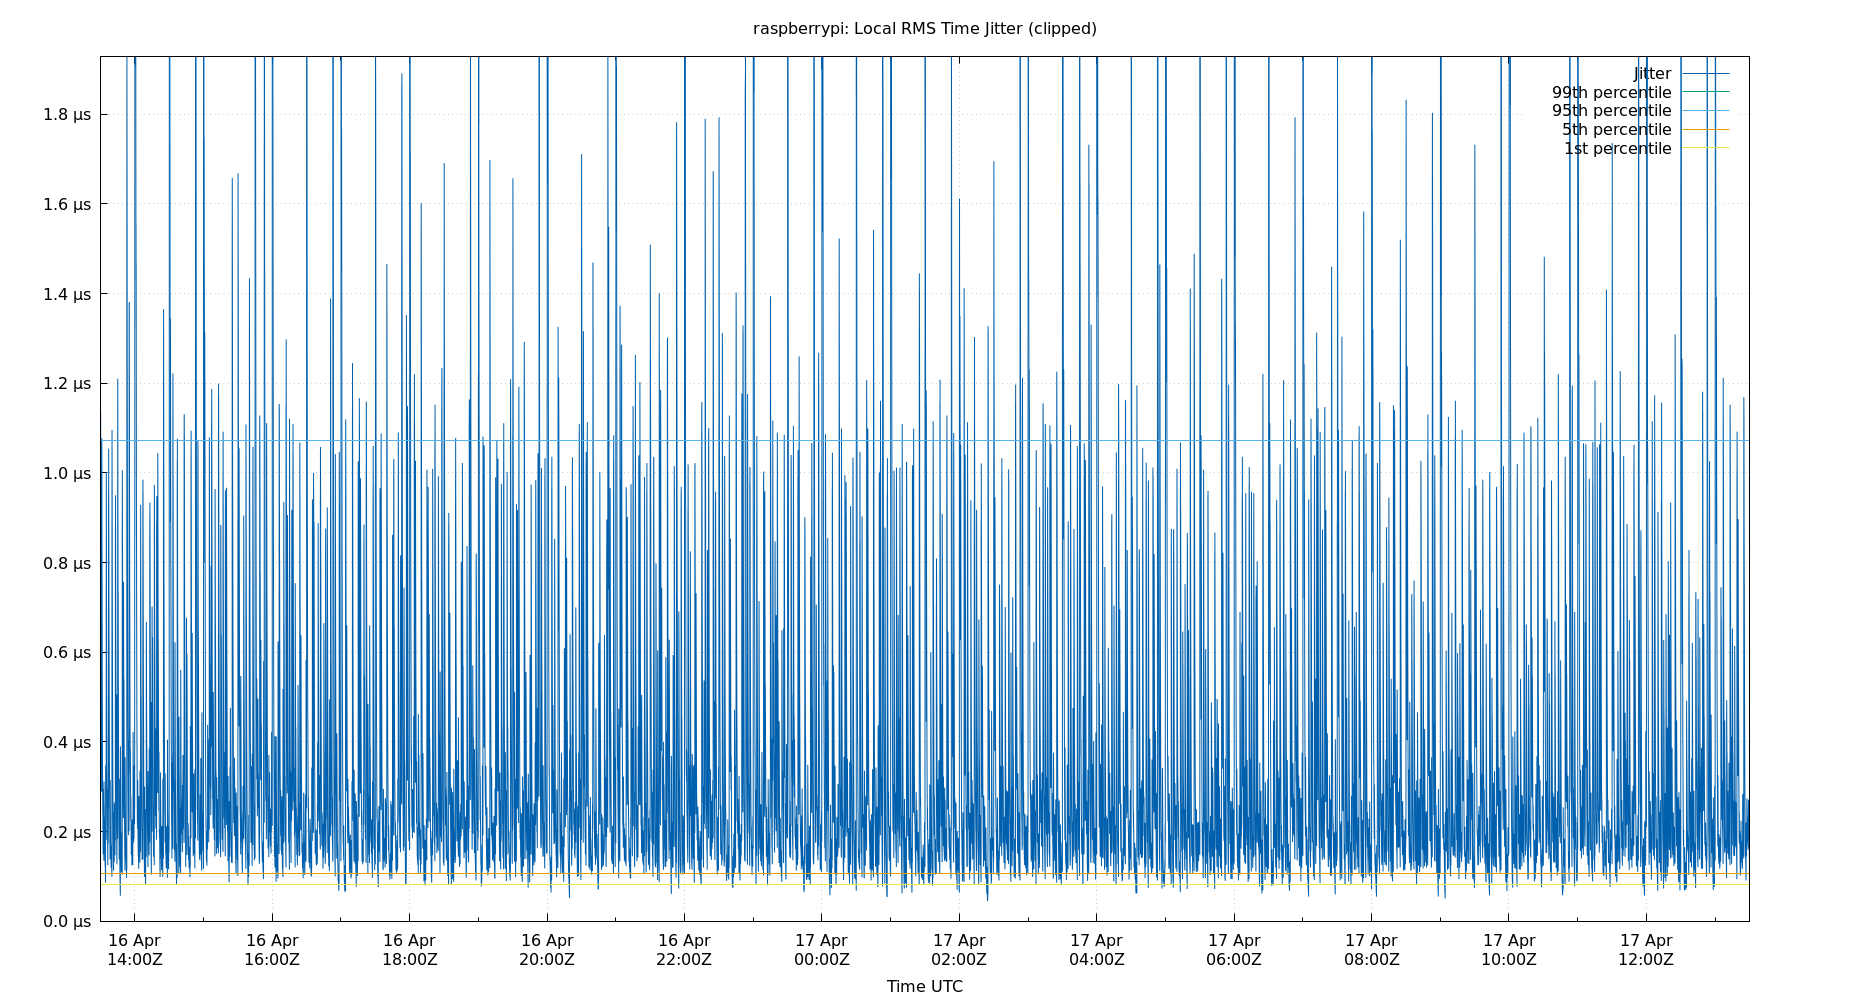 raspberrypi: Local RMS Time Jitter (clipped)
Jitter
99th percentile
95th percentile
5th percentile
1st percentile
1.8 µs
1.6 µs
1.4 µs
1.2 µs
1.0 µs
0.8 µs
0.6 µs
0.4 µs
0.2 µs
0.0 µs
16 Apr 16 Apr 16 Apr 16 Apr 16 Apr 17 Apr 17 Apr 17 Apr 17 Apr 17 Apr 17 Apr 17 Apr
14:00Z 16:00Z 18:00Z 20:00Z 22:00Z 00:00Z 02:00Z 04:00Z 06:00Z 08:00Z 10:00Z 12:00Z
Time UTC